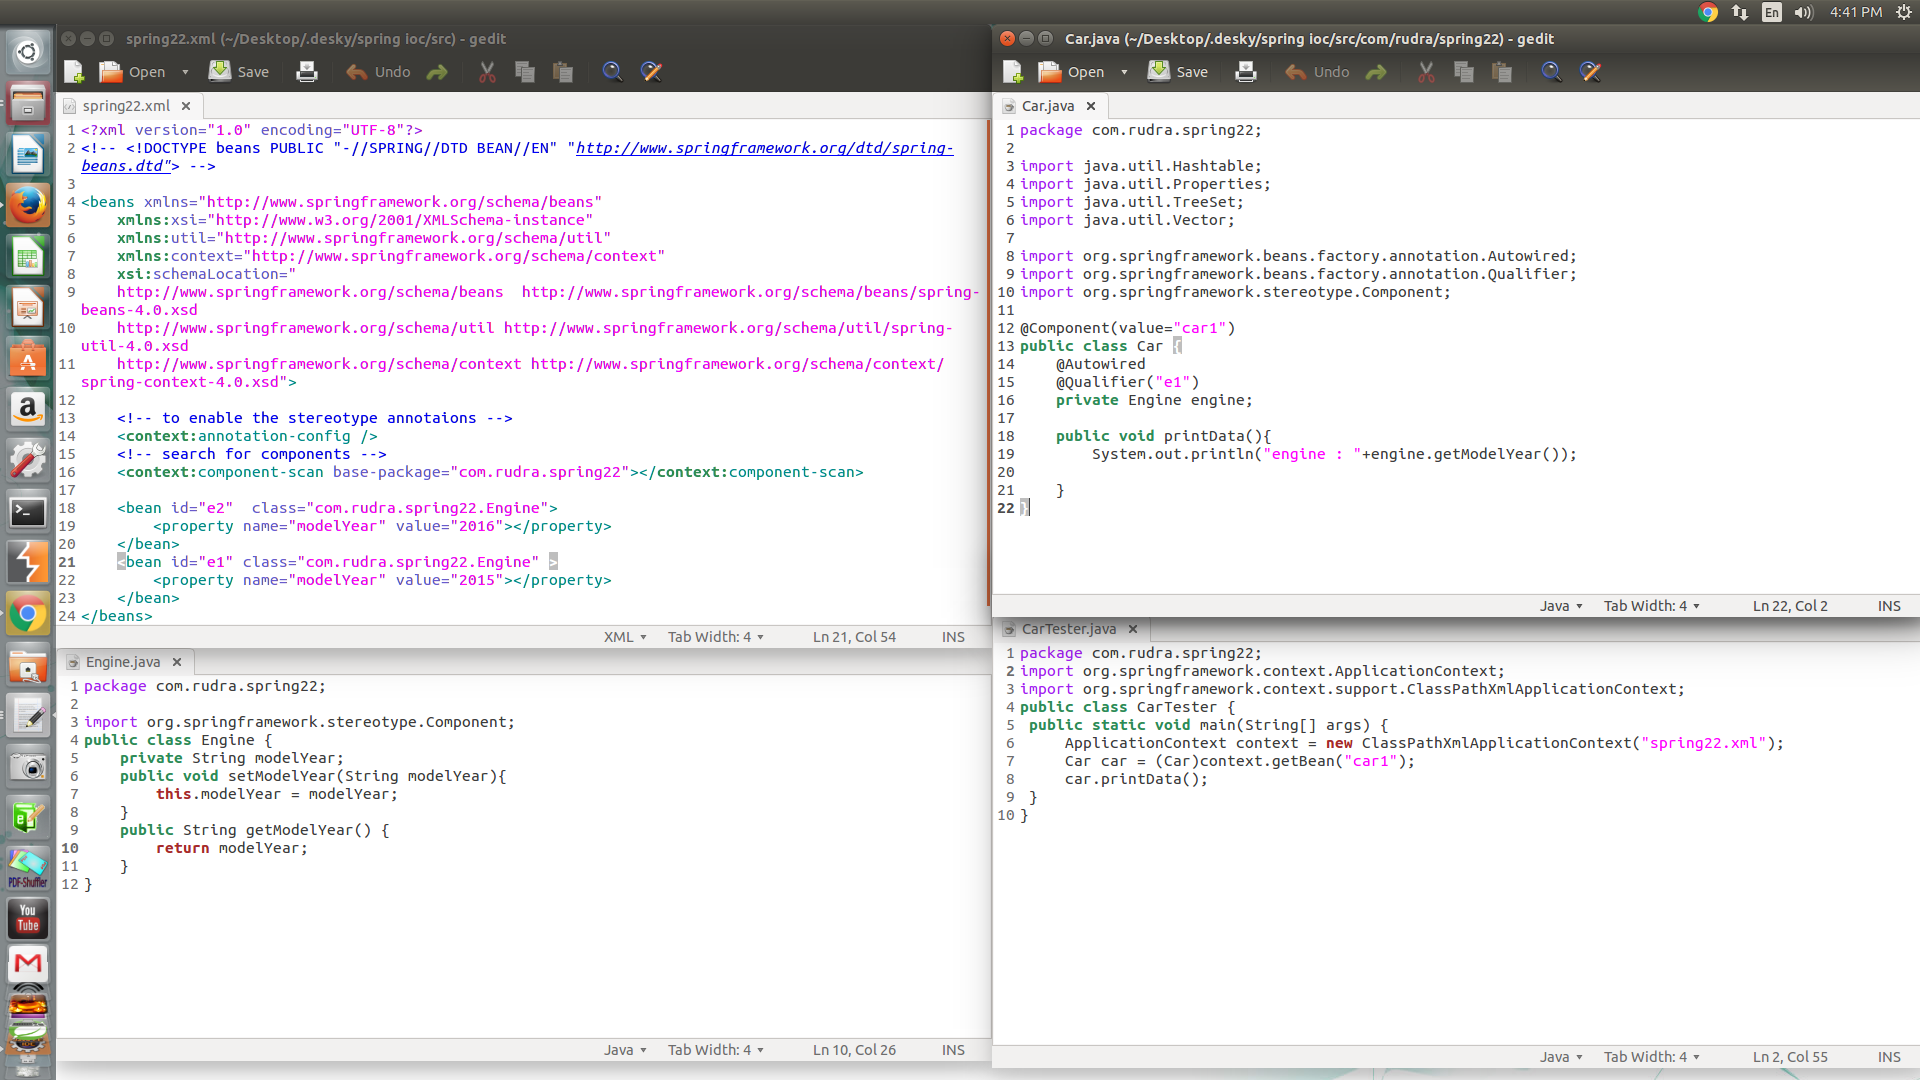 En
4:41 PM
spring22.xml (~/Desktop/.desky/spring ioc/src) - gedit
Open Save Undo
spring22.xml
1 <?xml version="1.0" encoding="UTF-8"?>
2 <!-- <!DOCTYPE beans PUBLIC "-//SPRING//DTD BEAN//EN" "http://www.springframework.org/dtd/spring-
beans.dtd"> -->
3
4 <beans xmlns="http://www.springframework.org/schema/beans"
5 xmlns:xsi="http://www.w3.org/2001/XMLSchema-instance"
6 xmlns:util="http://www.springframework.org/schema/util"
7 xmlns:context="http://www.springframework.org/schema/context"
8 xsi:schemaLocation="
9 http://www.springframework.org/schema/beans  http://www.springframework.org/schema/beans/spring-
beans-4.0.xsd
10 http://www.springframework.org/schema/util http://www.springframework.org/schema/util/spring-
util-4.0.xsd
11 http://www.springframework.org/schema/context http://www.springframework.org/schema/context/
spring-context-4.0.xsd">
12
13 <!-- to enable the stereotype annotaions -->
14 <context:annotation-config />
15 <!-- search for components -->
16 <context:component-scan base-package="com.rudra.spring22"></context:component-scan>
17
18 <bean id="e2"  class="com.rudra.spring22.Engine">
19 <property name="modelYear" value="2016"></property>
20 </bean>
21 <bean id="e1" class="com.rudra.spring22.Engine" >
22 <property name="modelYear" value="2015"></property>
23 </bean>
24 </beans>
XML Tab Width: 4 Ln 21, Col 54 INS
Engine.java
1 package com.rudra.spring22;
2
3 import org.springframework.stereotype.Component;
4 public class Engine {
5 private String modelYear;
6 public void setModelYear(String modelYear){
7 this.modelYear = modelYear;
8 }
9 public String getModelYear() {
10 return modelYear;
11 }
12 }
Java Tab Width: 4 Ln 10, Col 26 INS
Car.java (~/Desktop/.desky/spring ioc/src/com/rudra/spring22) - gedit
Open Save Undo
Car.java
1 package com.rudra.spring22;
2
3 import java.util.Hashtable;
4 import java.util.Properties;
5 import java.util.TreeSet;
6 import java.util.Vector;
7
8 import org.springframework.beans.factory.annotation.Autowired;
9 import org.springframework.beans.factory.annotation.Qualifier;
10 import org.springframework.stereotype.Component;
11
12 @Component(value="car1")
13 public class Car {
14 @Autowired
15 @Qualifier("e1")
16 private Engine engine;
17
18 public void printData(){
19 System.out.println("engine : "+engine.getModelYear());
20
21 }
22 }
Java Tab Width: 4 Ln 22, Col 2 INS
CarTester.java
1 package com.rudra.spring22;
2 import org.springframework.context.ApplicationContext;
3 import org.springframework.context.support.ClassPathXmlApplicationContext;
4 public class CarTester {
5 public static void main(String[] args) {
6 ApplicationContext context = new ClassPathXmlApplicationContext("spring22.xml");
7 Car car = (Car)context.getBean("car1");
8 car.printData();
9 }
10 }
Java Tab Width: 4 Ln 2, Col 55 INS
PDF-Shuffler
You
Tube